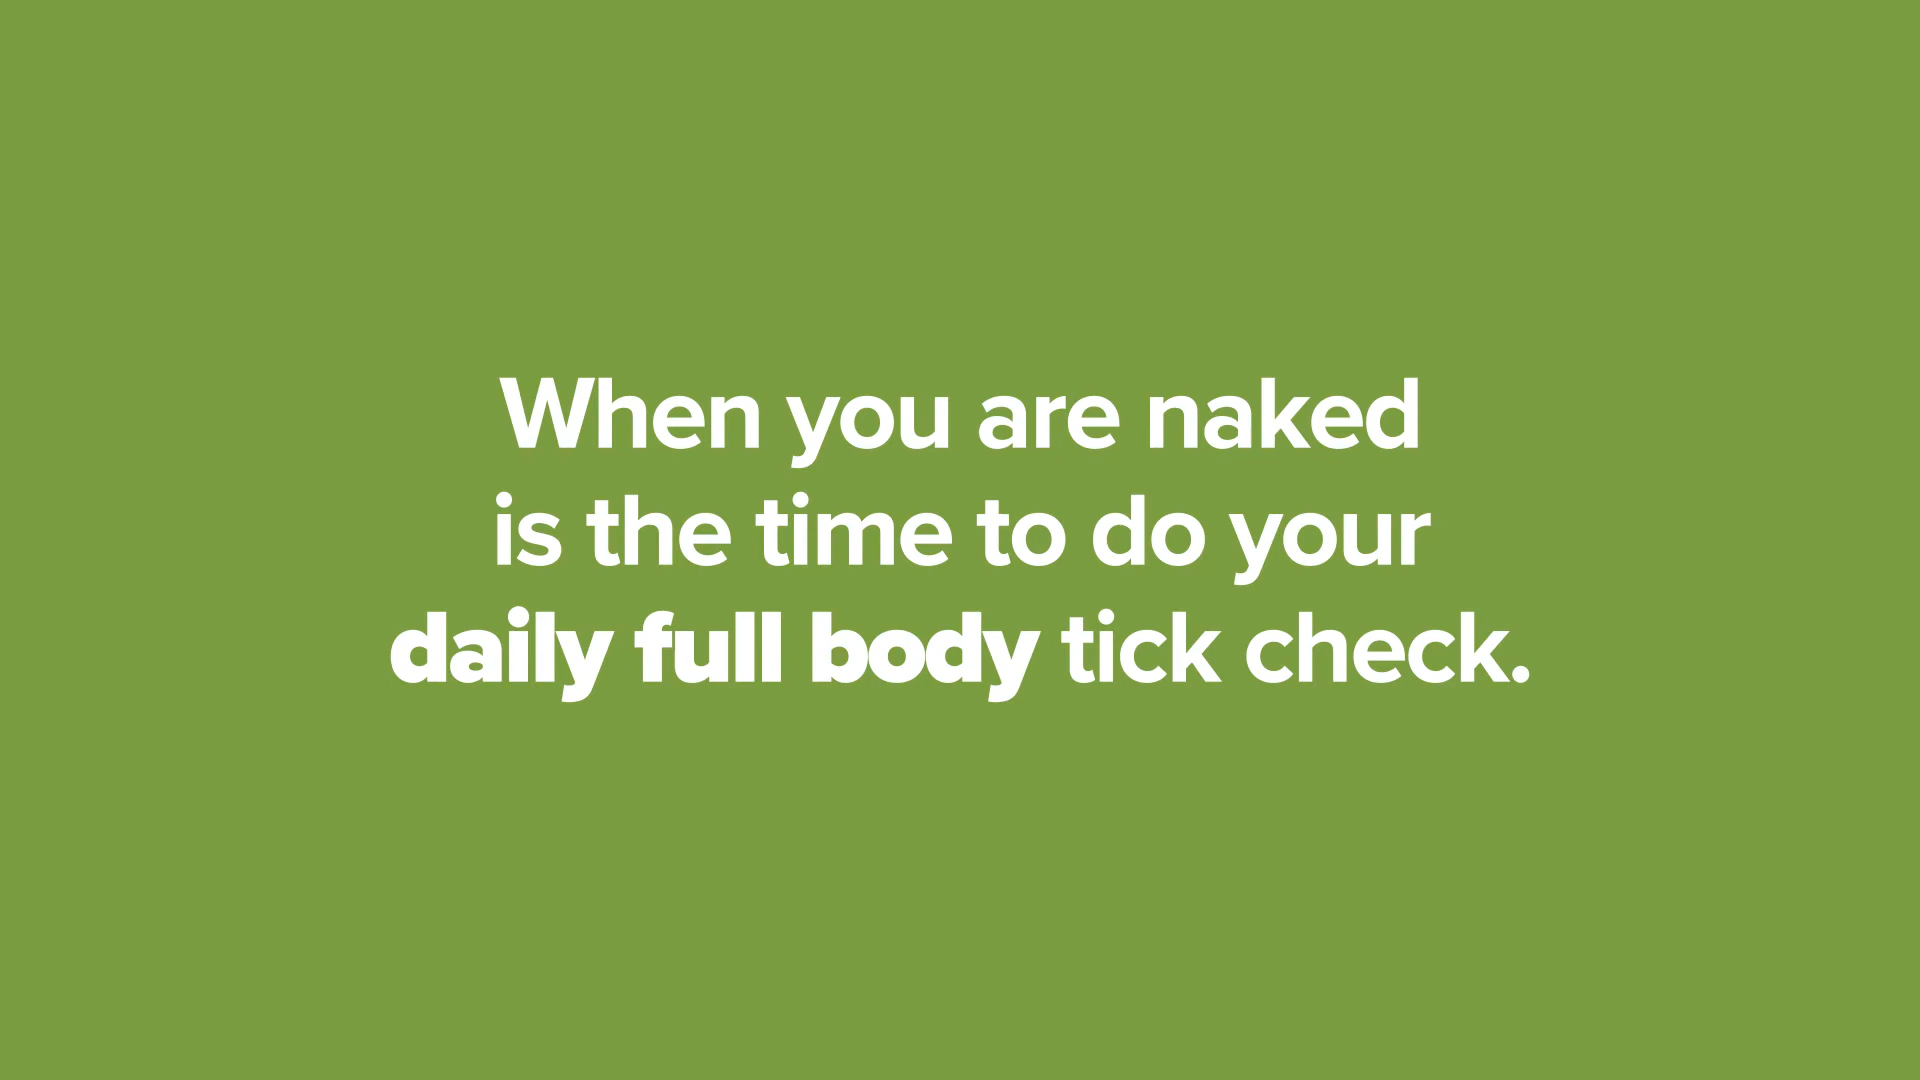 When you are naked
is the time to do your
daily full body tick check.